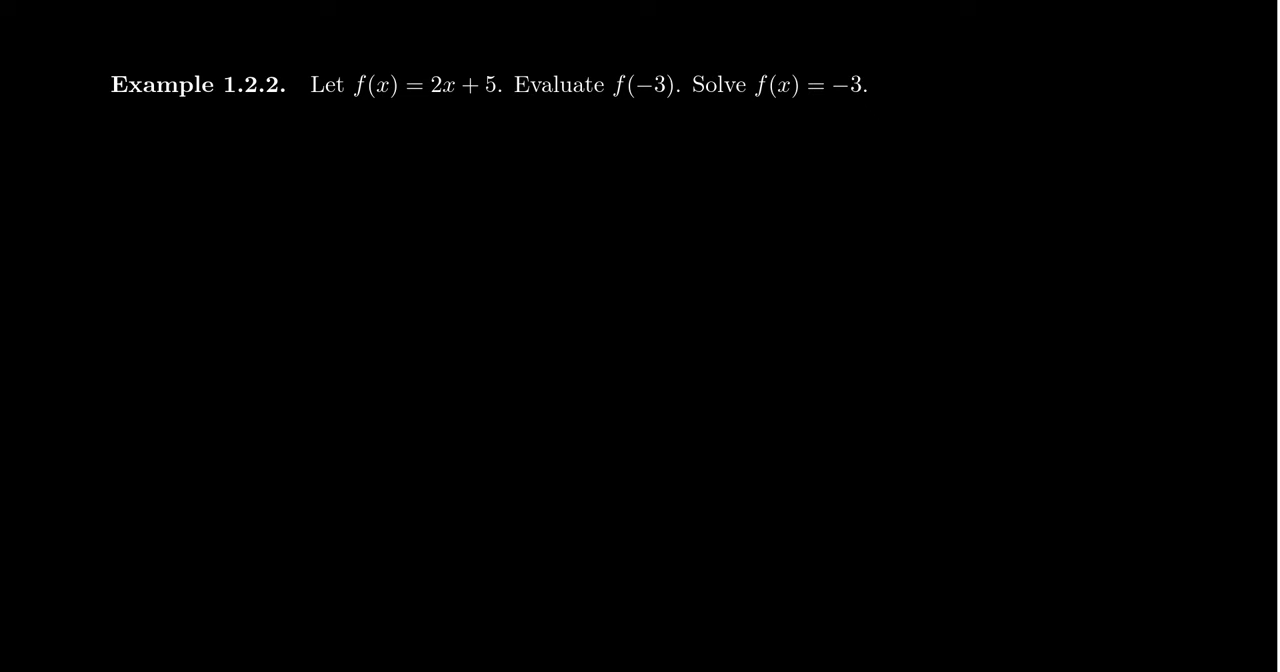 Example 1.2.2. Let f(x) = 2x + 5. Evaluate f(−3). Solve f(x) = −3.